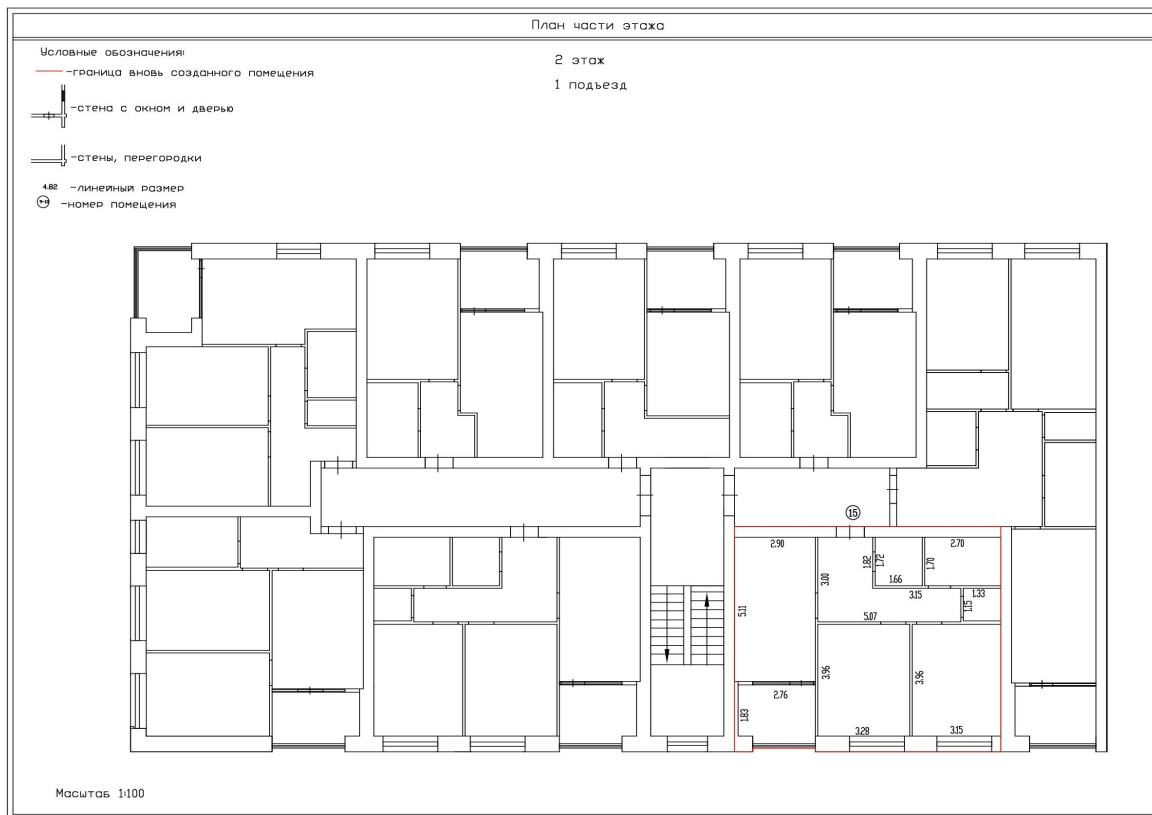 План части этажа
Условные обозначения:
2 этаж
1 подъезд
-граница вновь созданного помещения
-стена с окном и дверью
-стены, перегородки
4.82 -линейный размер
-номер помещения
15
2.90
1.82
1.72
1.70
2.70
3.00
1.66
3.15
1.33
1.15
5.11
5.07
3.96
3.96
2.76
1.83
3.28
3.15
Масштаб 1:100